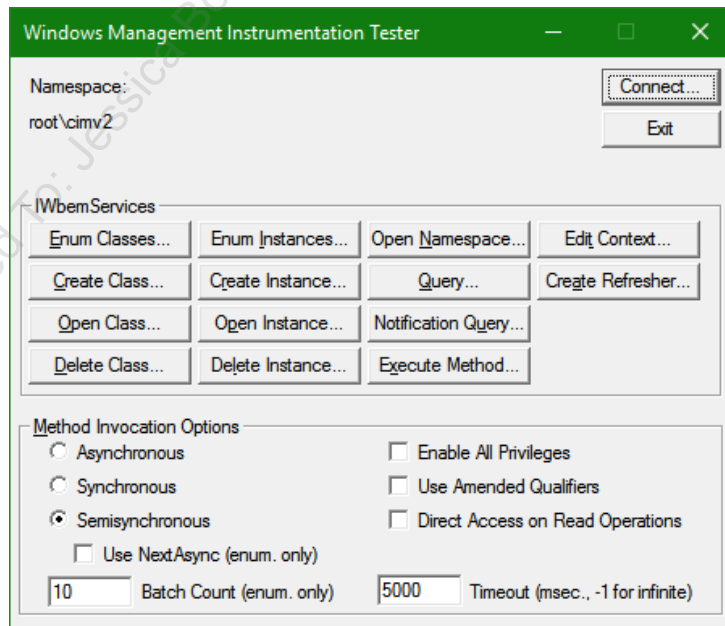 Windows Management Instrumentation Tester
Namespace:
Connect...
root\cimv2
Exit
IWbemServices
Enum Classes... Enum Instances... Open Namespace... Edit Context...
Create Class... Create Instance... Query... Create Refresher...
Open Class... Open Instance... Notification Query...
Delete Class... Delete Instance... Execute Method...
Method Invocation Options
Asynchronous Enable All Privileges
Synchronous Use Amended Qualifiers
Semisynchronous Direct Access on Read Operations
Use NextAsync (enum. only)
10 Batch Count (enum. only) 5000 Timeout (msec., -1 for infinite)
To: Jessica